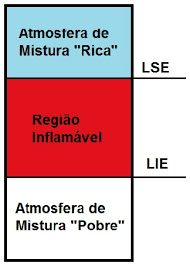 Atmosfera de
Mistura "Rica"
LSE
Região
Inflamável
LIE
Atmosfera de
Mistura "Pobre"